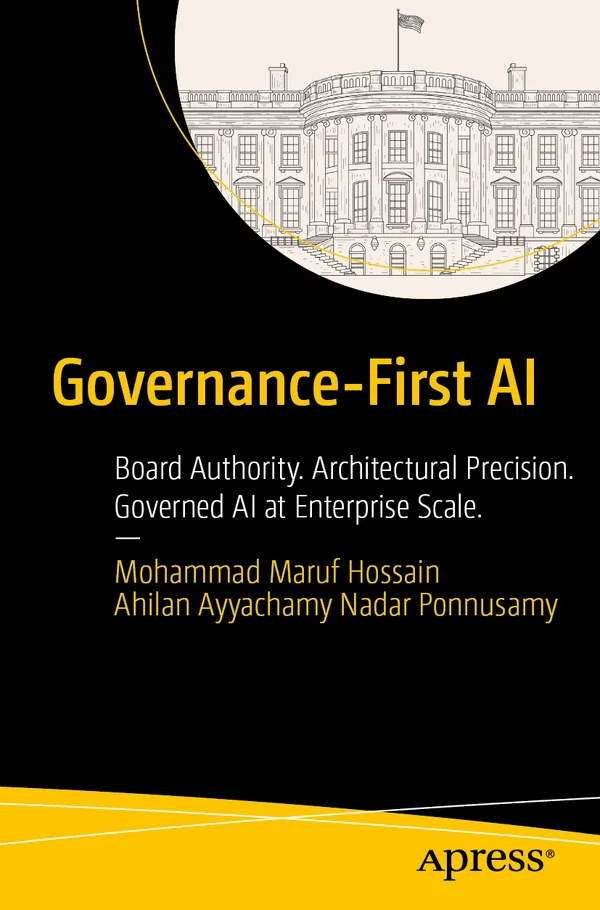 Governance-First AI
Board Authority. Architectural Precision.
Governed AI at Enterprise Scale.
—
Mohammad Maruf Hossain
Ahilan Ayyachamy Nadar Ponnusamy
Apress®